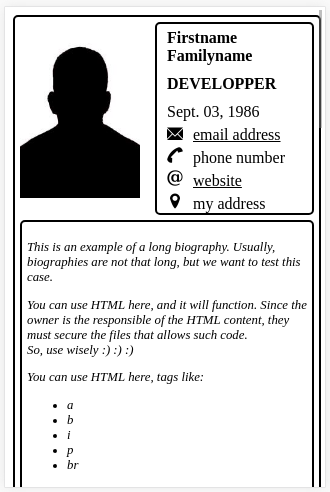 Firstname
Familyname
DEVELOPPER
Sept. 03, 1986
email address
phone number
@ website
my address
This is an example of a long biography. Usually,
biographies are not that long, but we want to test this
case.
You can use HTML here, and it will function. Since the
owner is the responsible of the HTML content, they
must secure the files that allows such code.
So, use wisely :) :) :)
You can use HTML here, tags like:
• a
• b
• i
• p
• br